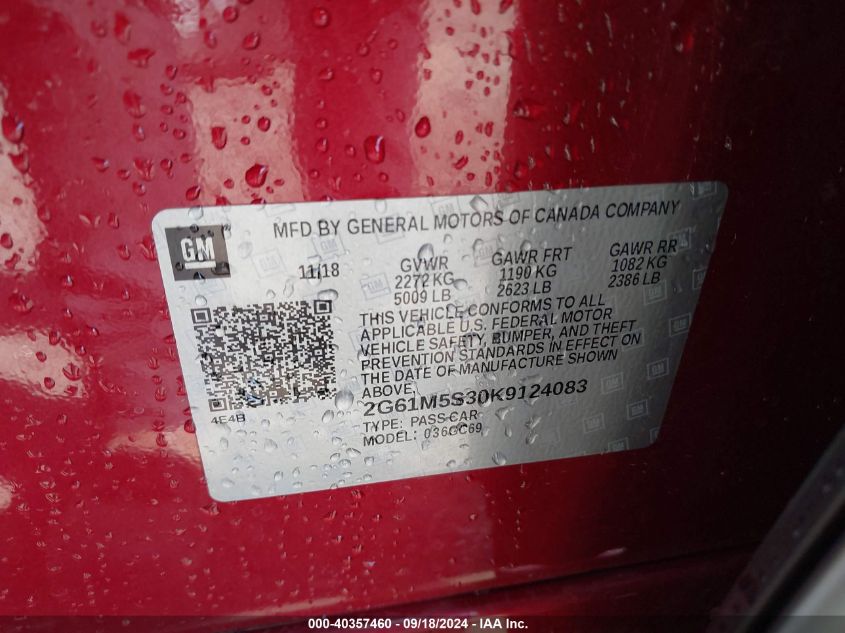 MFD BY GENERAL MOTORS OF CANADA COMPANY
GM
11/18
GVWR
2272 KG
5009 LB
GAWR FRT
1190 KG
2623 LB
GAWR RR
1082 KG
2386 LB
THIS VEHICLE CONFORMS TO ALL
APPLICABLE U.S. FEDERAL MOTOR
VEHICLE SAFETY, BUMPER, AND THEFT
PREVENTION STANDARDS IN EFFECT ON
THE DATE OF MANUFACTURE SHOWN
ABOVE.
2G61M5S30K9124083
TYPE: PASS CAR
MODEL: 036GC69
4E4B
000-40357460 - 09/18/2024 - IAA Inc.